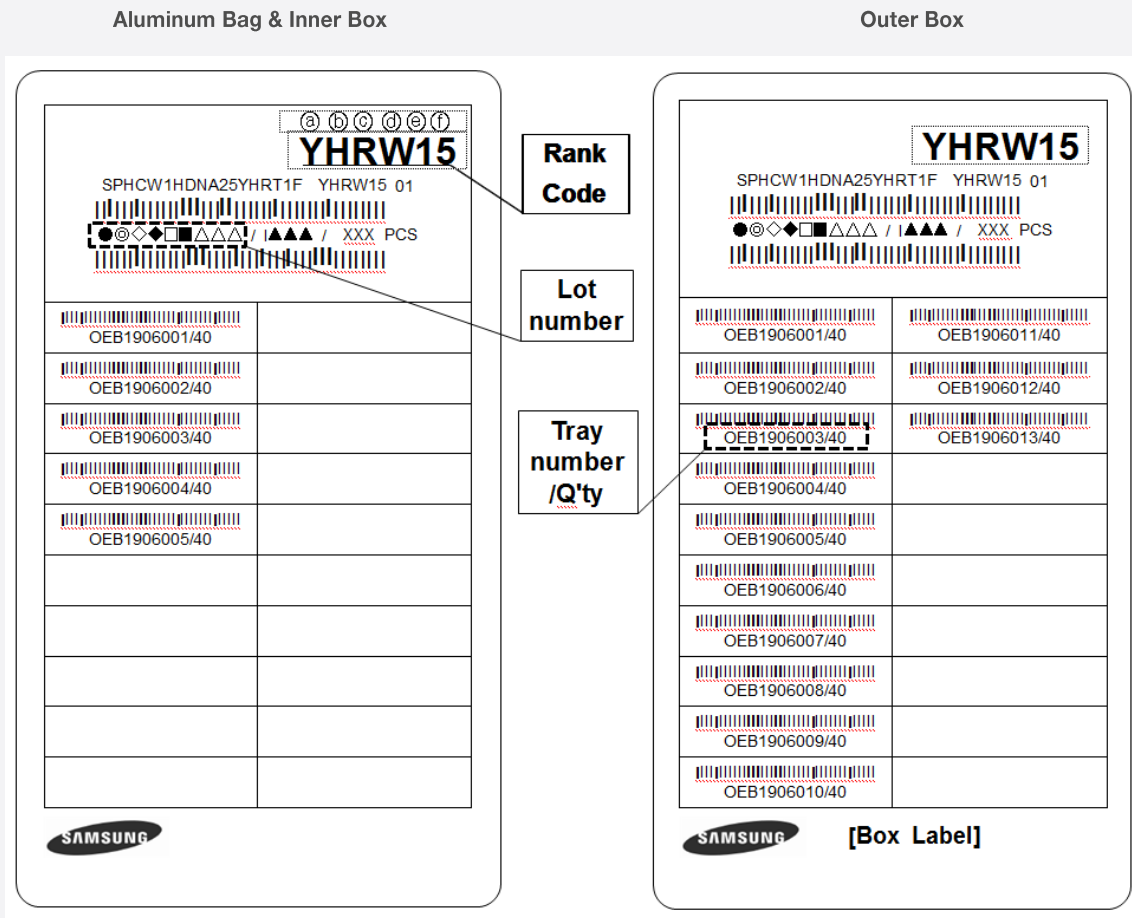 Aluminum Bag & Inner Box
ⓐ ⓑ ⓒ ⓓ ⓔ ⓕ
YHRW15
SPHCW1HDNA25YHRT1F YHRW15 01
●◎◇◆□■△△△ / I▲▲▲ / XXX PCS
OEB1906001/40
OEB1906002/40
OEB1906003/40
OEB1906004/40
OEB1906005/40
SAMSUNG
Rank
Code
Lot
number
Tray
number
/Q'ty
Outer Box
YHRW15
SPHCW1HDNA25YHRT1F YHRW15 01
●◎◇◆□■△△△ / I▲▲▲ / XXX PCS
OEB1906001/40 OEB1906011/40
OEB1906002/40 OEB1906012/40
OEB1906003/40 OEB1906013/40
OEB1906004/40
OEB1906005/40
OEB1906006/40
OEB1906007/40
OEB1906008/40
OEB1906009/40
OEB1906010/40
SAMSUNG [Box Label]